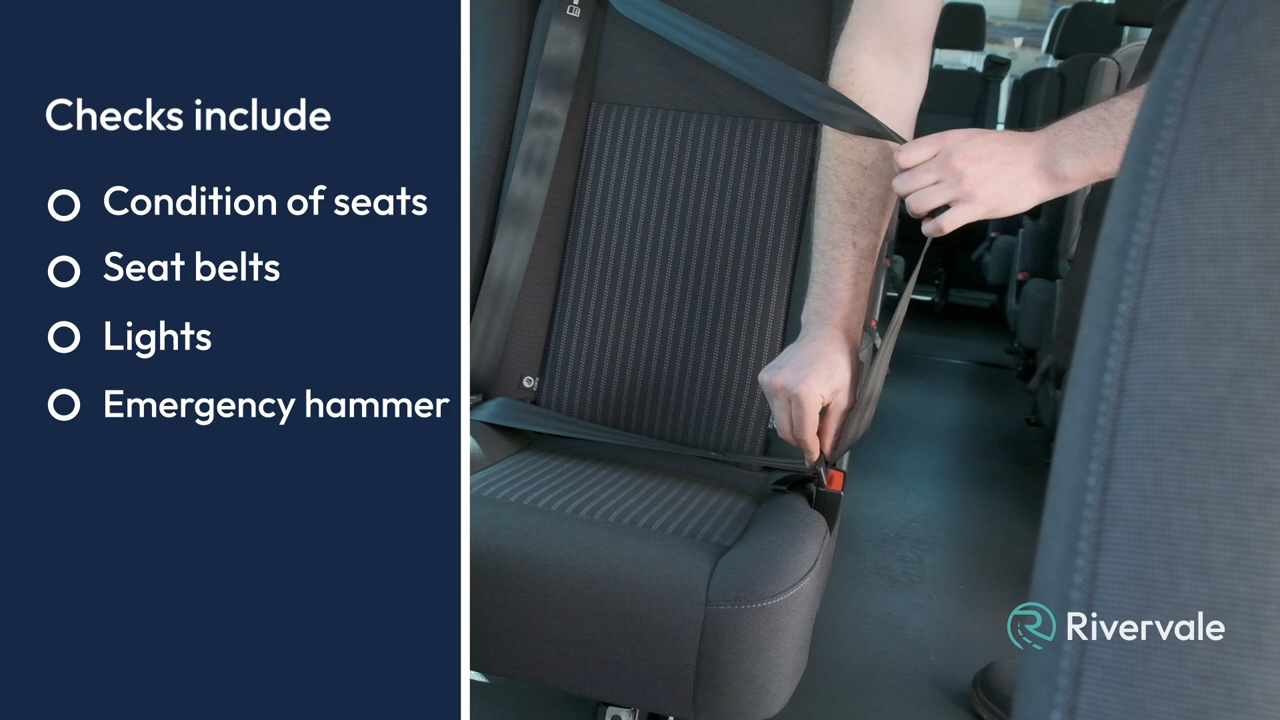 Checks include
Condition of seats
Seat belts
Lights
Emergency hammer
Rivervale